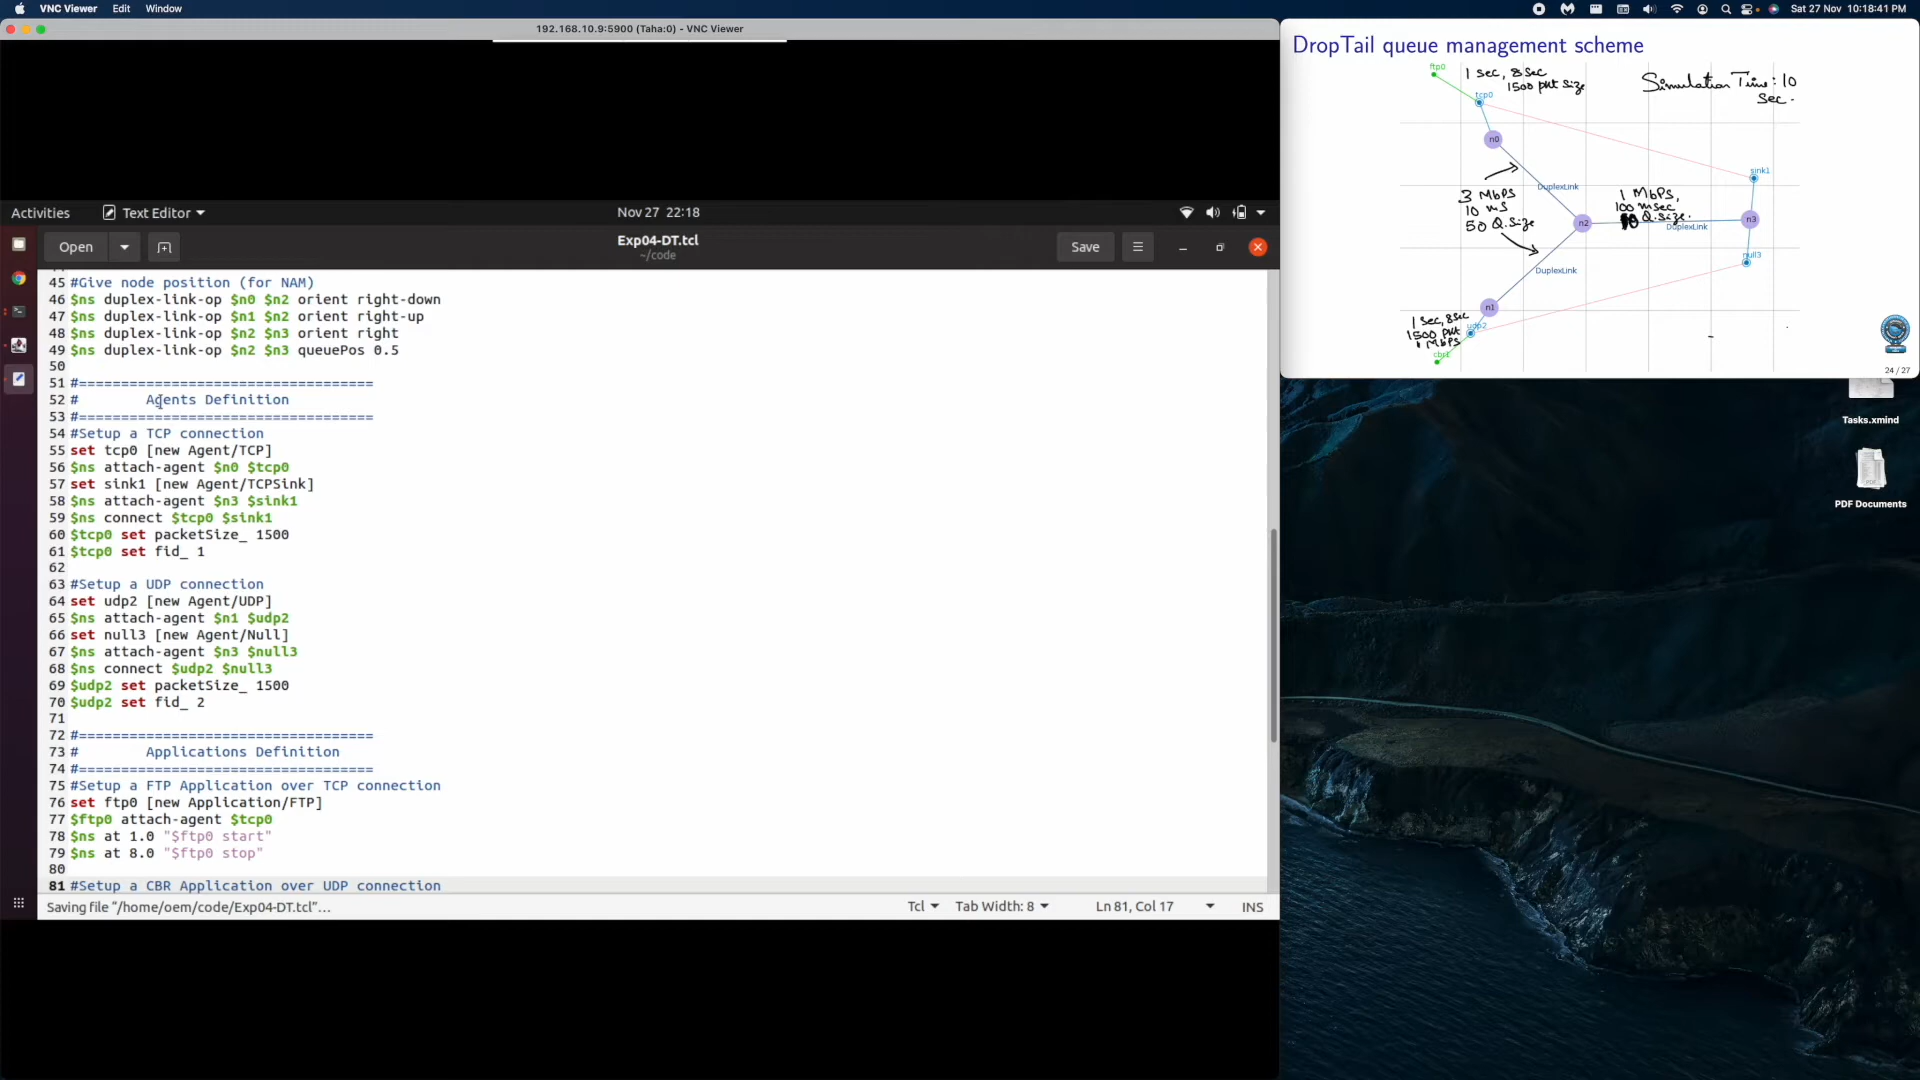 VNC Viewer Edit Window
Sat 27 Nov 10:18:41 PM
192.168.10.9:5900 (Taha:0) - VNC Viewer
Activities Text Editor Nov 27 22:18
Open Exp04-DT.tcl Save
~/code
45 #Give node position (for NAM)
46 $ns duplex-link-op $n0 $n2 orient right-down
47 $ns duplex-link-op $n1 $n2 orient right-up
48 $ns duplex-link-op $n2 $n3 orient right
49 $ns duplex-link-op $n2 $n3 queuePos 0.5
50
51 #===================================
52 #        Agents Definition
53 #===================================
54 #Setup a TCP connection
55 set tcp0 [new Agent/TCP]
56 $ns attach-agent $n0 $tcp0
57 set sink1 [new Agent/TCPSink]
58 $ns attach-agent $n3 $sink1
59 $ns connect $tcp0 $sink1
60 $tcp0 set packetSize_ 1500
61 $tcp0 set fid_ 1
62
63 #Setup a UDP connection
64 set udp2 [new Agent/UDP]
65 $ns attach-agent $n1 $udp2
66 set null3 [new Agent/Null]
67 $ns attach-agent $n3 $null3
68 $ns connect $udp2 $null3
69 $udp2 set packetSize_ 1500
70 $udp2 set fid_ 2
71
72 #===================================
73 #        Applications Definition
74 #===================================
75 #Setup a FTP Application over TCP connection
76 set ftp0 [new Application/FTP]
77 $ftp0 attach-agent $tcp0
78 $ns at 1.0 "$ftp0 start"
79 $ns at 8.0 "$ftp0 stop"
80
81 #Setup a CBR Application over UDP connection
Saving file "/home/oem/code/Exp04-DT.tcl"...
Tcl Tab Width: 8 Ln 81, Col 17 INS
DropTail queue management scheme
ftp0
1 sec, 8 sec
1500 pkt size
Simulation Time: 10
Sec.
tcp0
n0
sink1
DuplexLink
3 Mbps
10 ms
50 Q.Size
1 Mbps,
100 msec
10 Q.size.
n2
n3
DuplexLink
null3
DuplexLink
n1
1 Sec, 8 Sec
1500 pkt
1 Mbps
udp2
cbr1
24 / 27
Tasks.xmind
PDF Documents